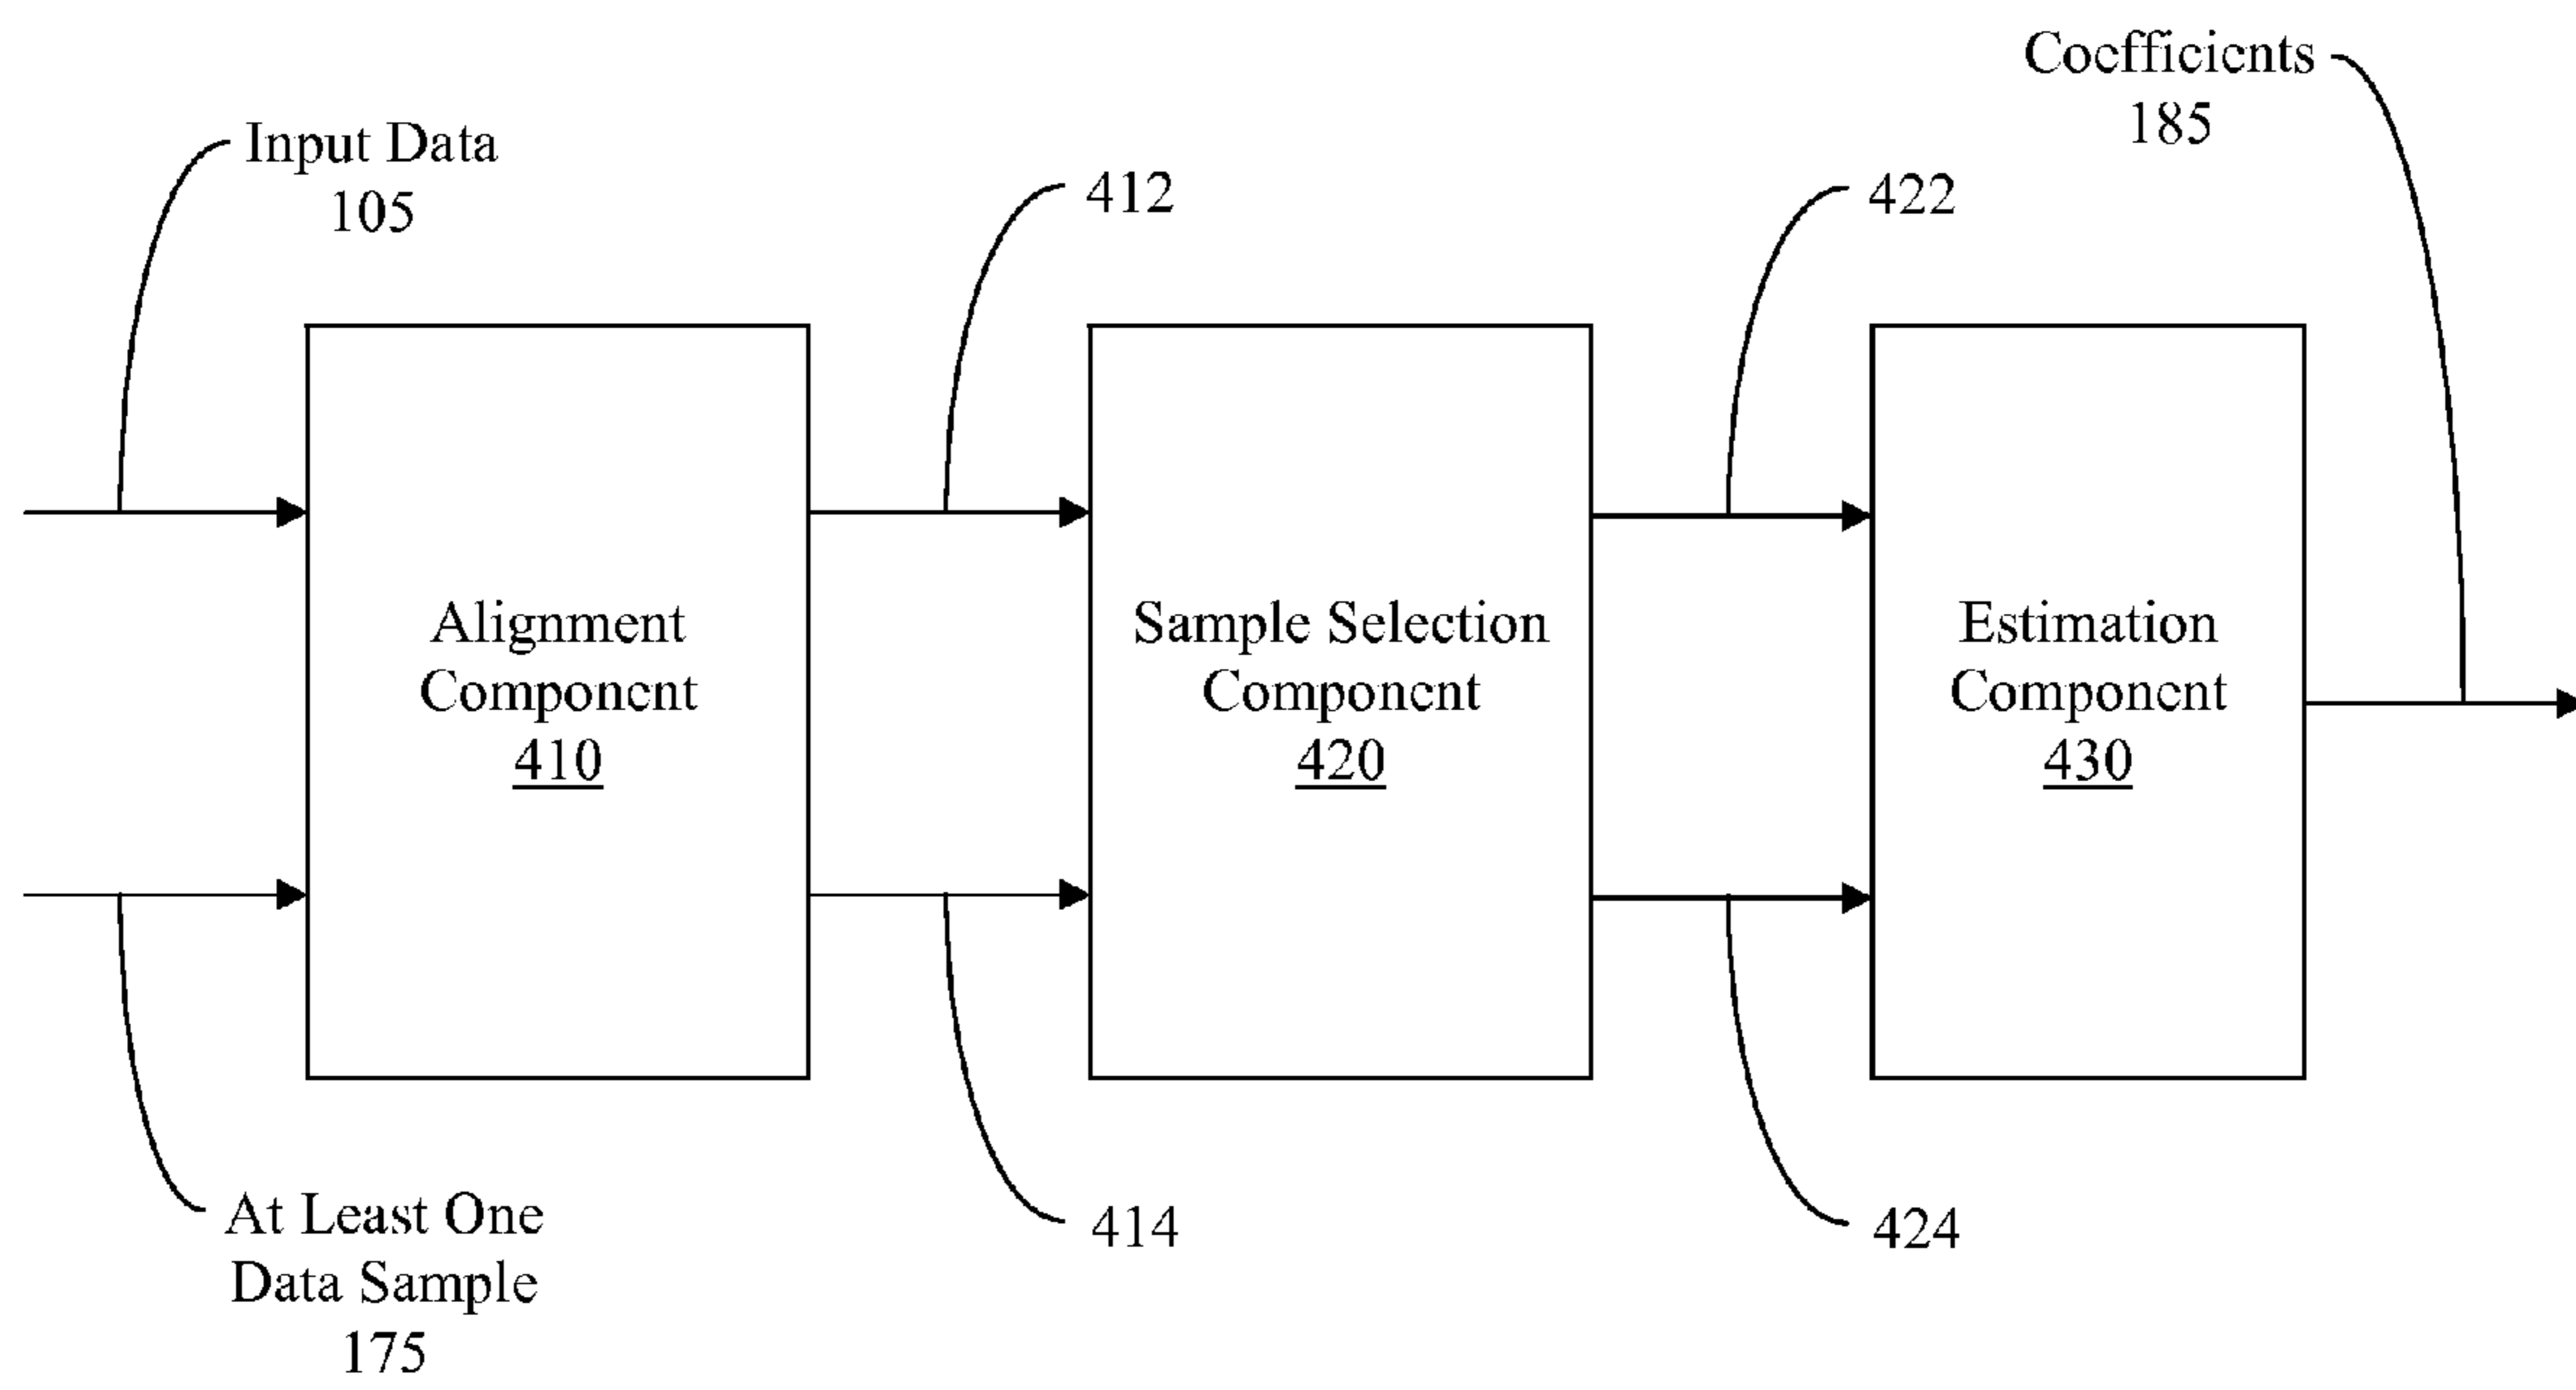 Coefficients
185
Input Data
105
412
422
Alignment
Component
410
Sample Selection
Component
420
Estimation
Component
430
At Least One
Data Sample
175
414
424